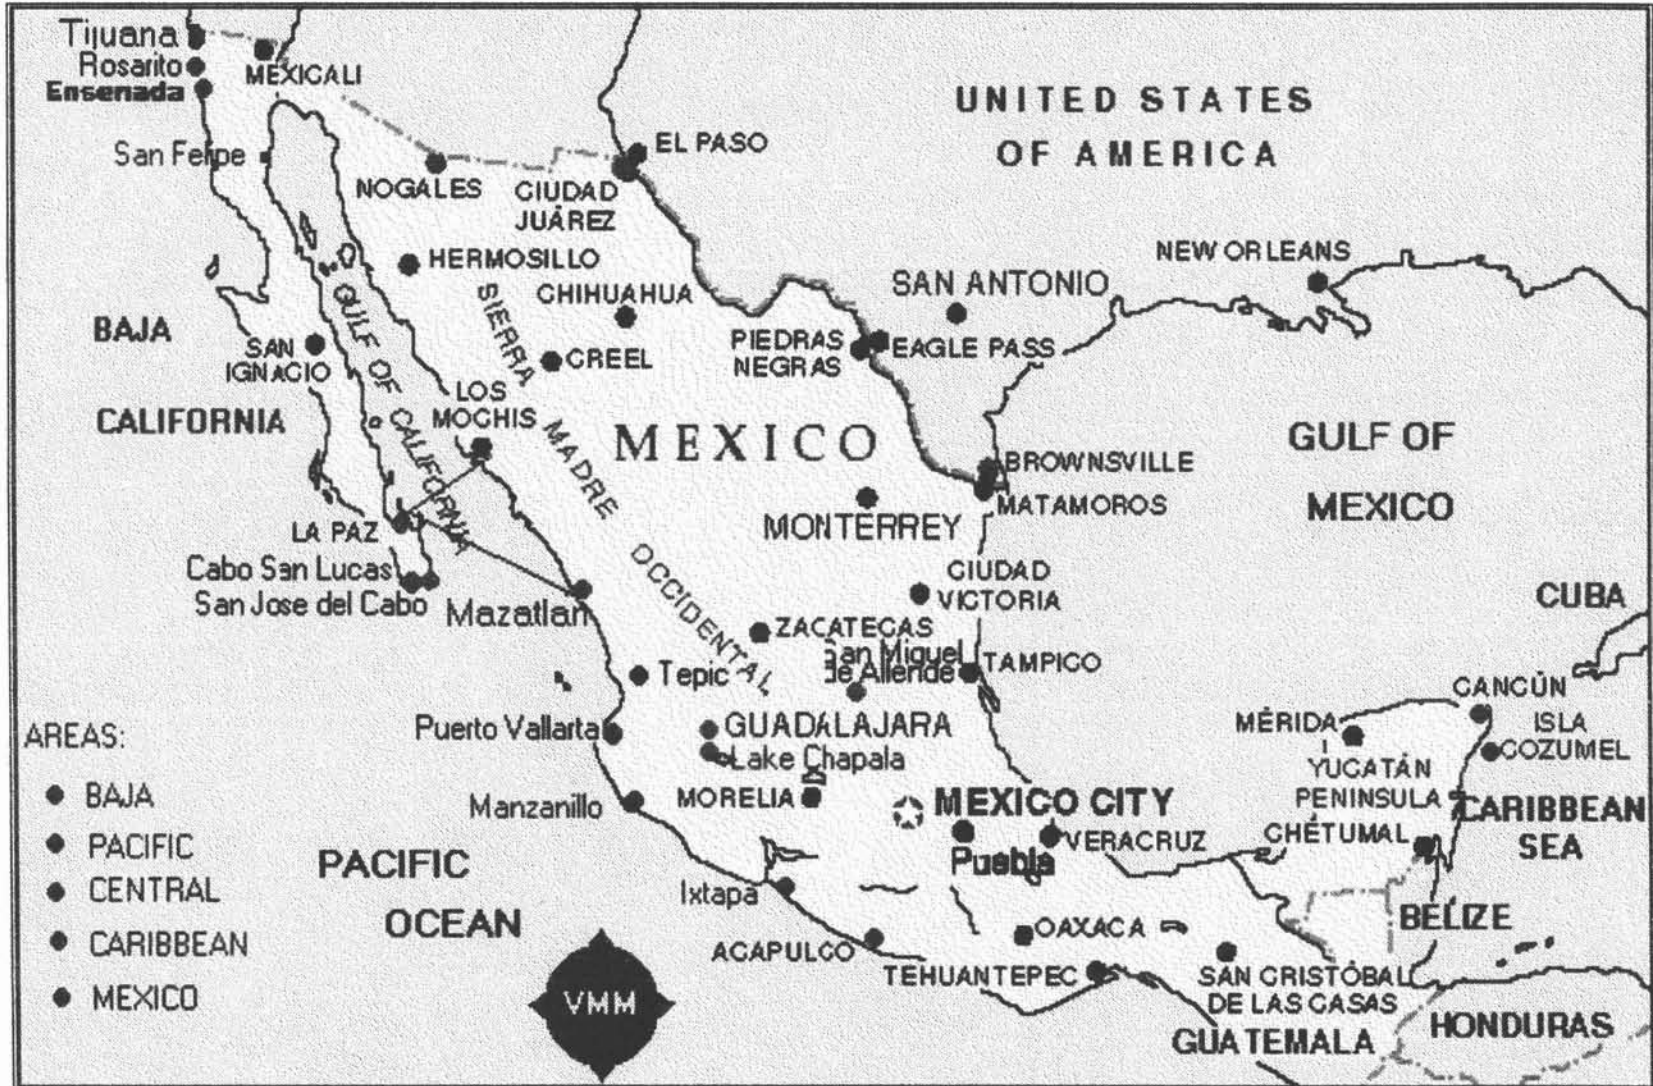 Tijuana
Rosarito
Ensenada
MEXICALI
San Felipe
NOGALES
CIUDAD
JUÁREZ
EL PASO
UNITED STATES
OF AMERICA
HERMOSILLO
CHIHUAHUA
SAN ANTONIO
NEW ORLEANS
BAJA
CALIFORNIA
SAN
IGNACIO
GULF OF CALIFORNIA
SIERRA MADRE OCCIDENTAL
CREEL
PIEDRAS
NEGRAS
EAGLE PASS
LOS
MOCHIS
MEXICO
GULF OF
MEXICO
BROWNSVILLE
MATAMOROS
MONTERREY
LA PAZ
Cabo San Lucas
San Jose del Cabo
Mazatlan
CIUDAD
VICTORIA
CUBA
ZACATECAS
San Miguel
de Allende
TAMPICO
Tepic
CANCÚN
ISLA
COZUMEL
MÉRIDA
YUCATÁN
PENINSULA
Puerto Vallarta
GUADALAJARA
Lake Chapala
AREAS:
BAJA
PACIFIC
CENTRAL
CARIBBEAN
MEXICO
Manzanillo
MORELIA
MEXICO CITY
Puebla
VERACRUZ
CHÉTUMAL
CARIBBEAN
SEA
PACIFIC
OCEAN
Ixtapa
ACAPULCO
OAXACA
TEHUANTEPEC
SAN CRISTÓBAL
DE LAS CASAS
BELIZE
GUATEMALA
HONDURAS
VMM